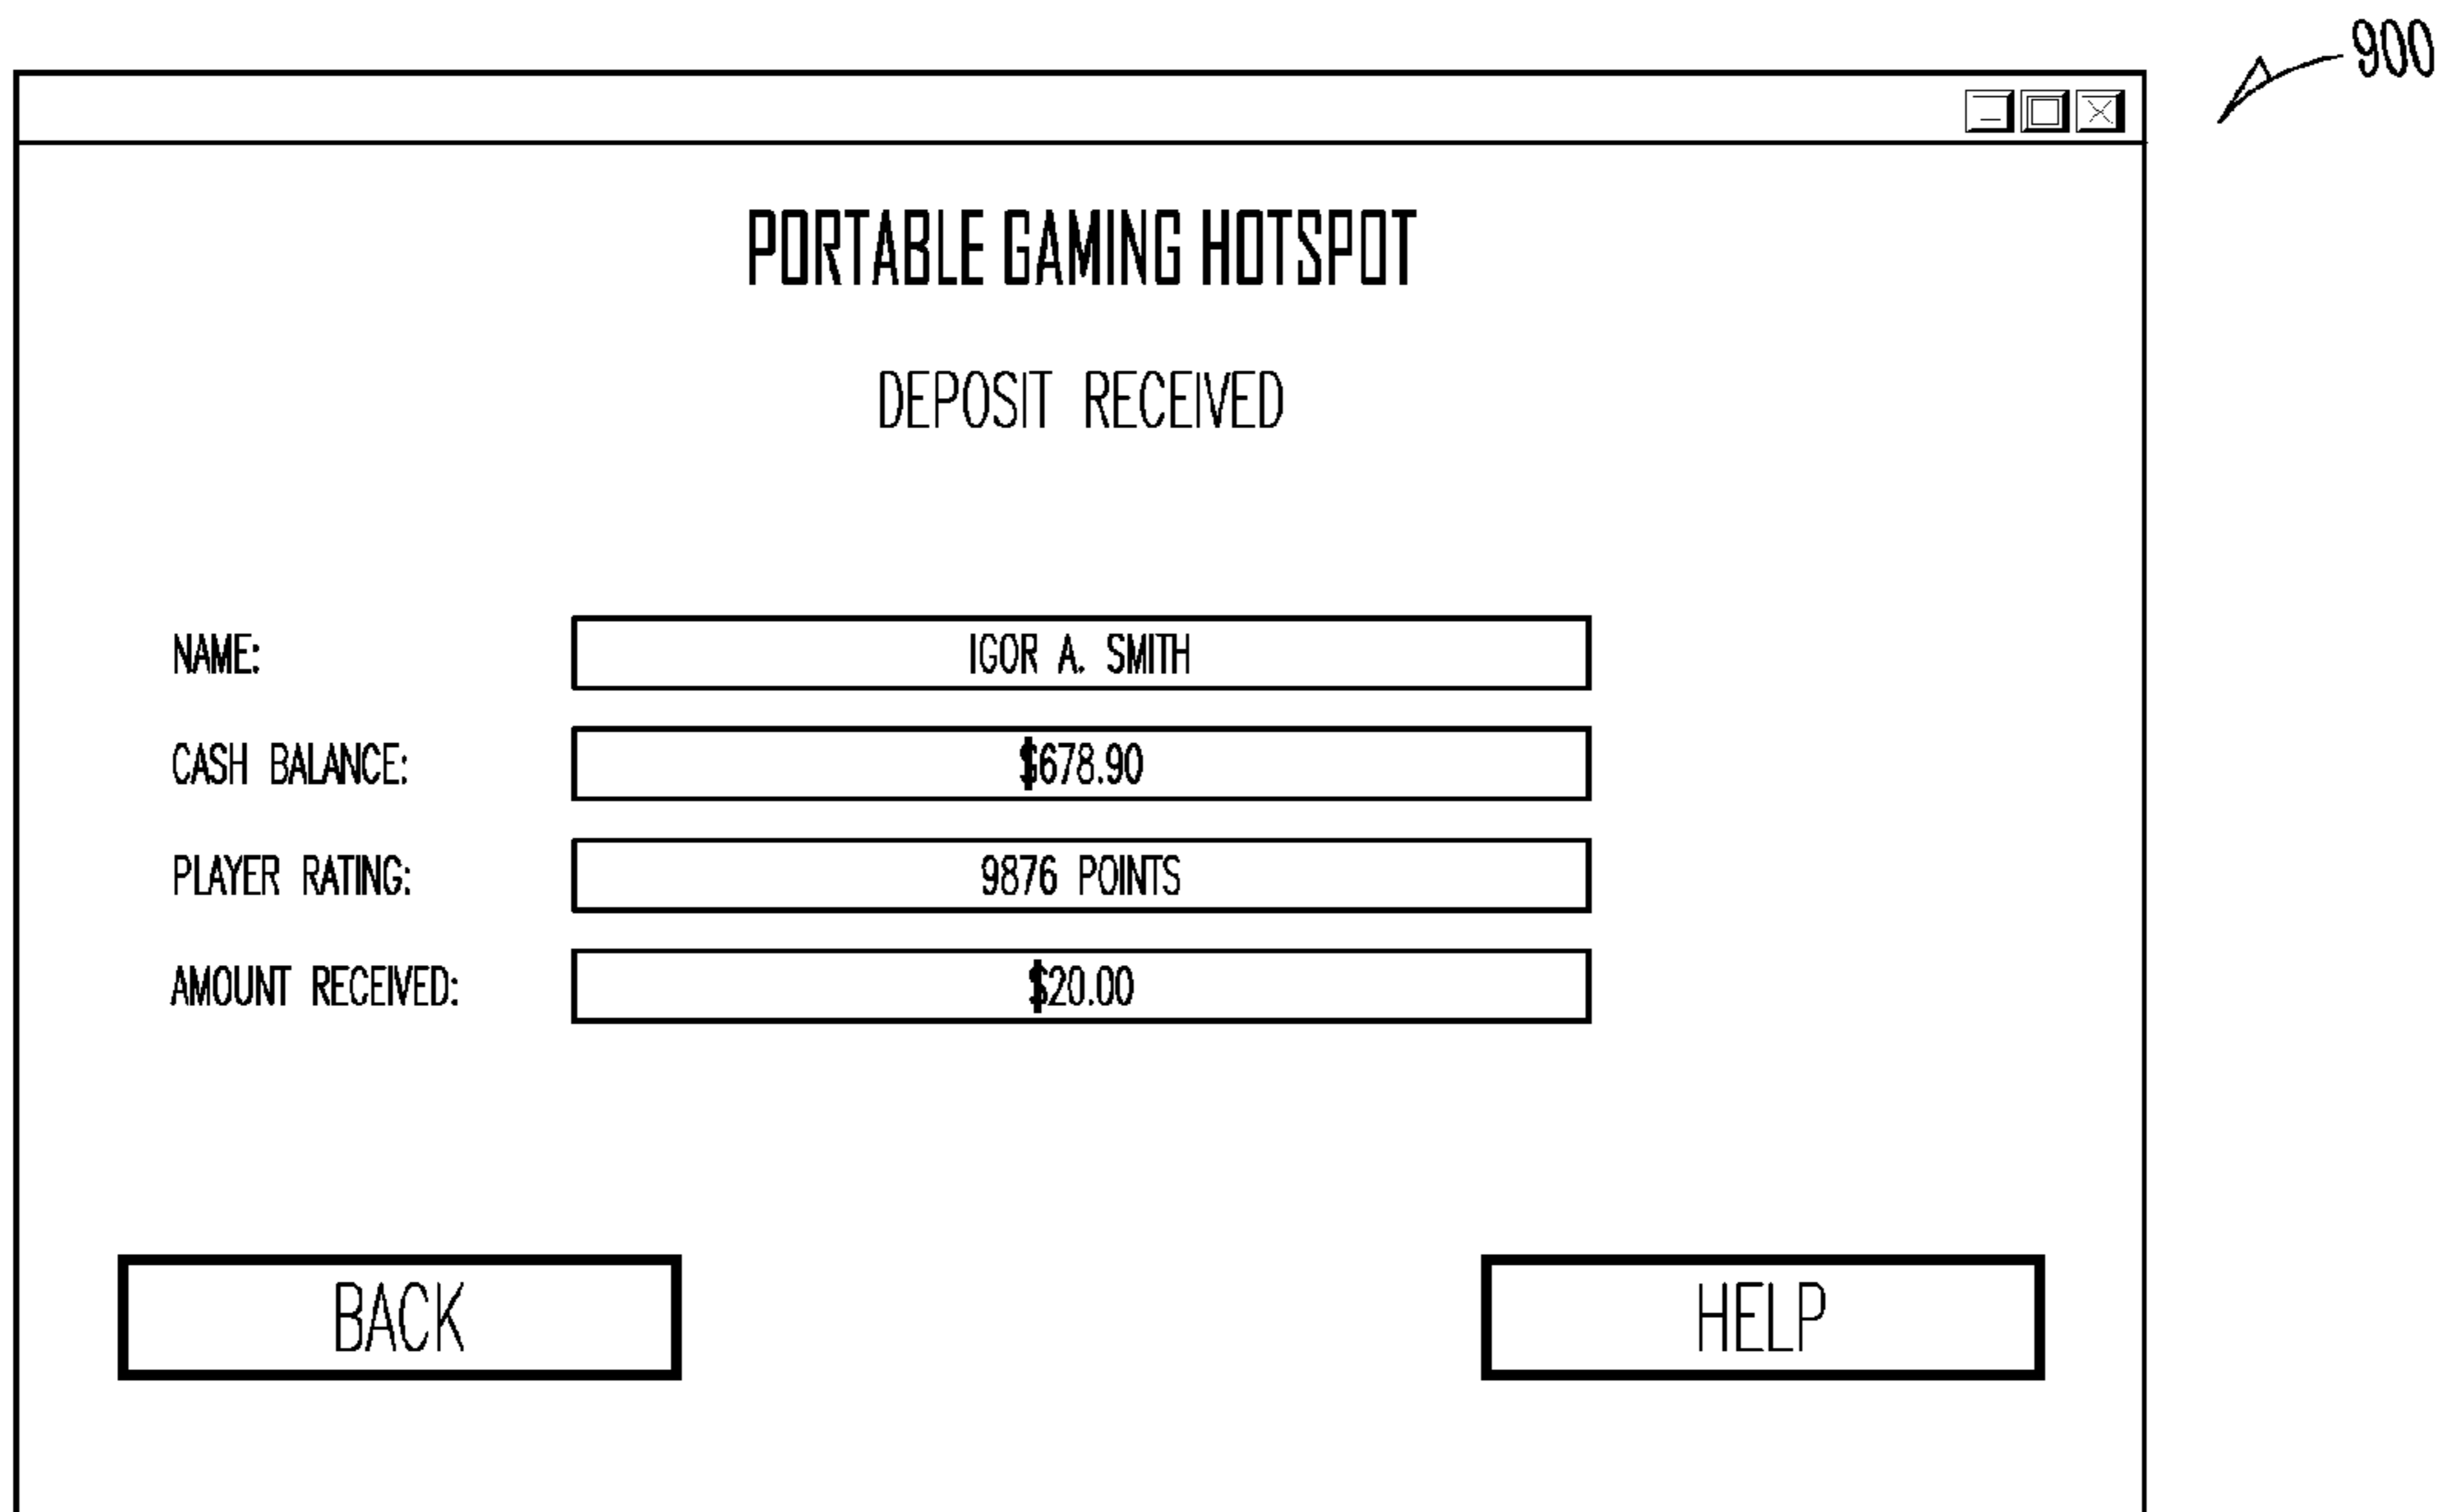 900
PORTABLE GAMING HOTSPOT
DEPOSIT RECEIVED
NAME: IGOR A. SMITH
CASH BALANCE: $678.90
PLAYER RATING: 9876 POINTS
AMOUNT RECEIVED: $20.00
BACK HELP